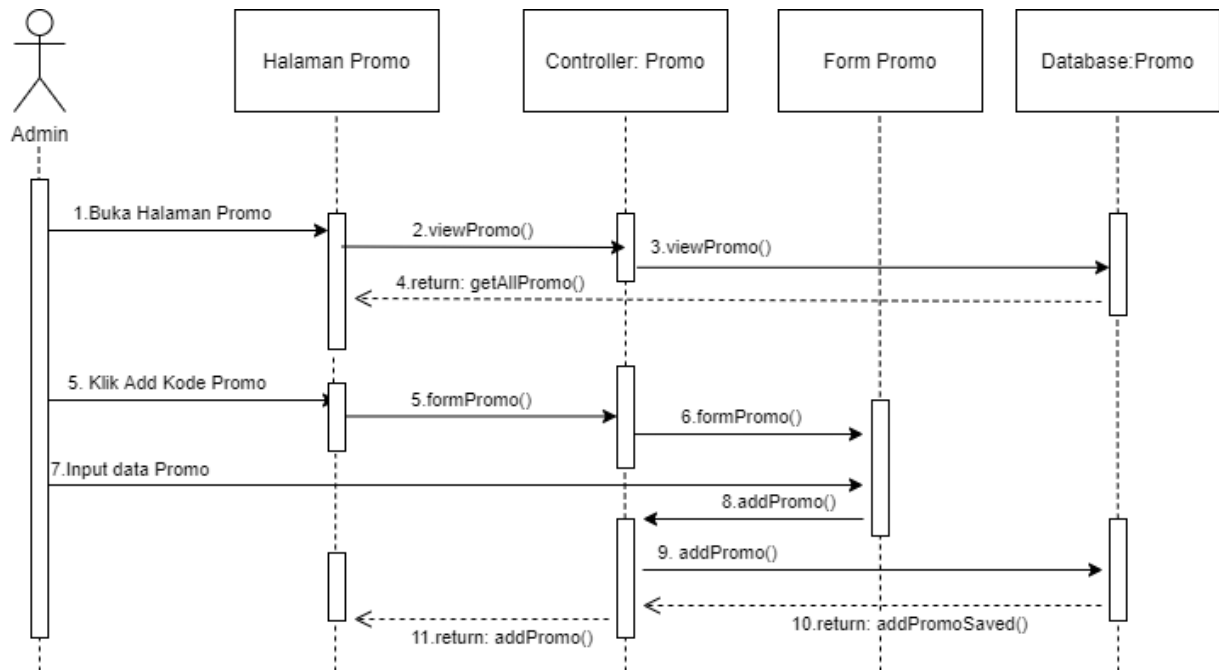 Halaman Promo
Controller: Promo
Form Promo
Database:Promo
Admin
1.Buka Halaman Promo
2.viewPromo()
3.viewPromo()
4.return: getAllPromo()
5. Klik Add Kode Promo
5.formPromo()
6.formPromo()
7.Input data Promo
8.addPromo()
9. addPromo()
10.return: addPromoSaved()
11.return: addPromo()